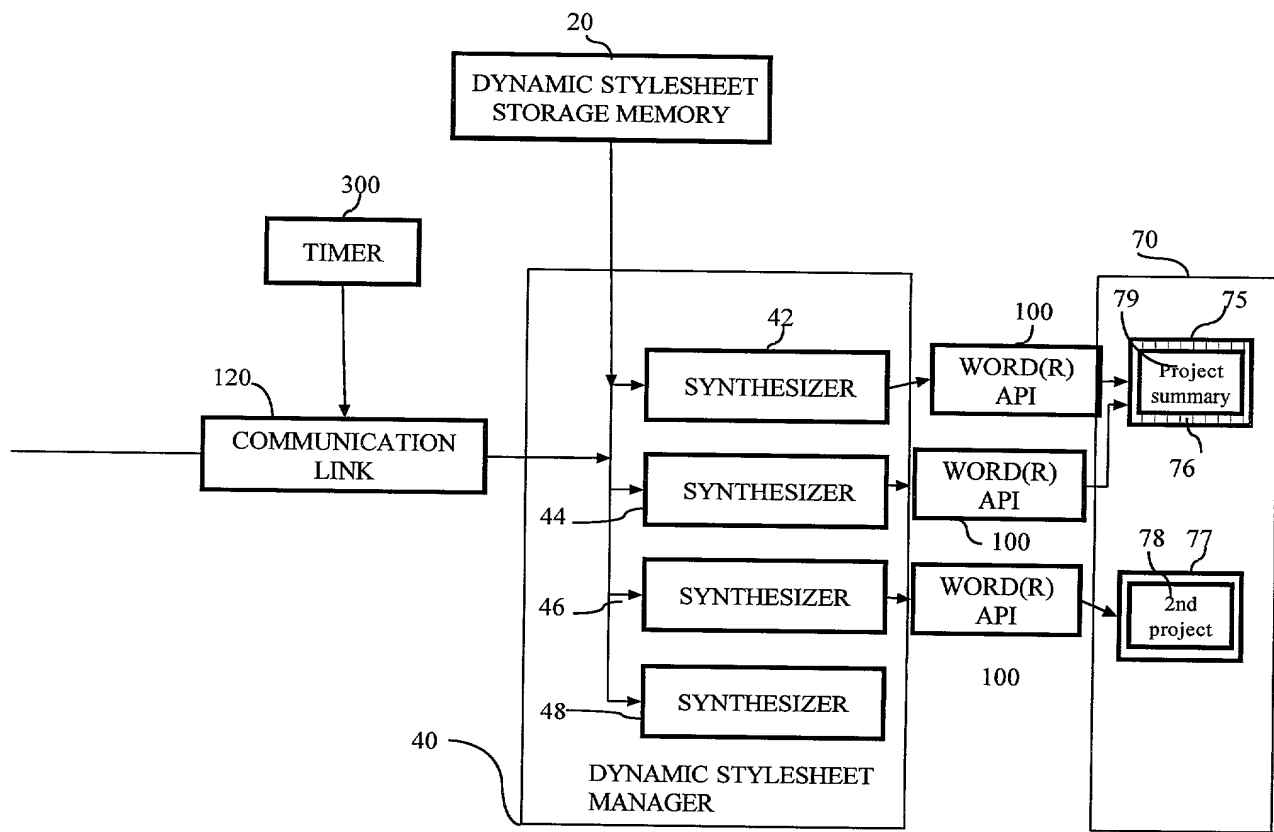 20
DYNAMIC STYLESHEET
STORAGE MEMORY
300
TIMER
70
79
75
42
100
120
SYNTHESIZER
WORD(R)
API
Project
summary
COMMUNICATION
LINK
76
44
SYNTHESIZER
WORD(R)
API
100
78
77
46
SYNTHESIZER
WORD(R)
API
2nd
project
100
48
SYNTHESIZER
40
DYNAMIC STYLESHEET
MANAGER